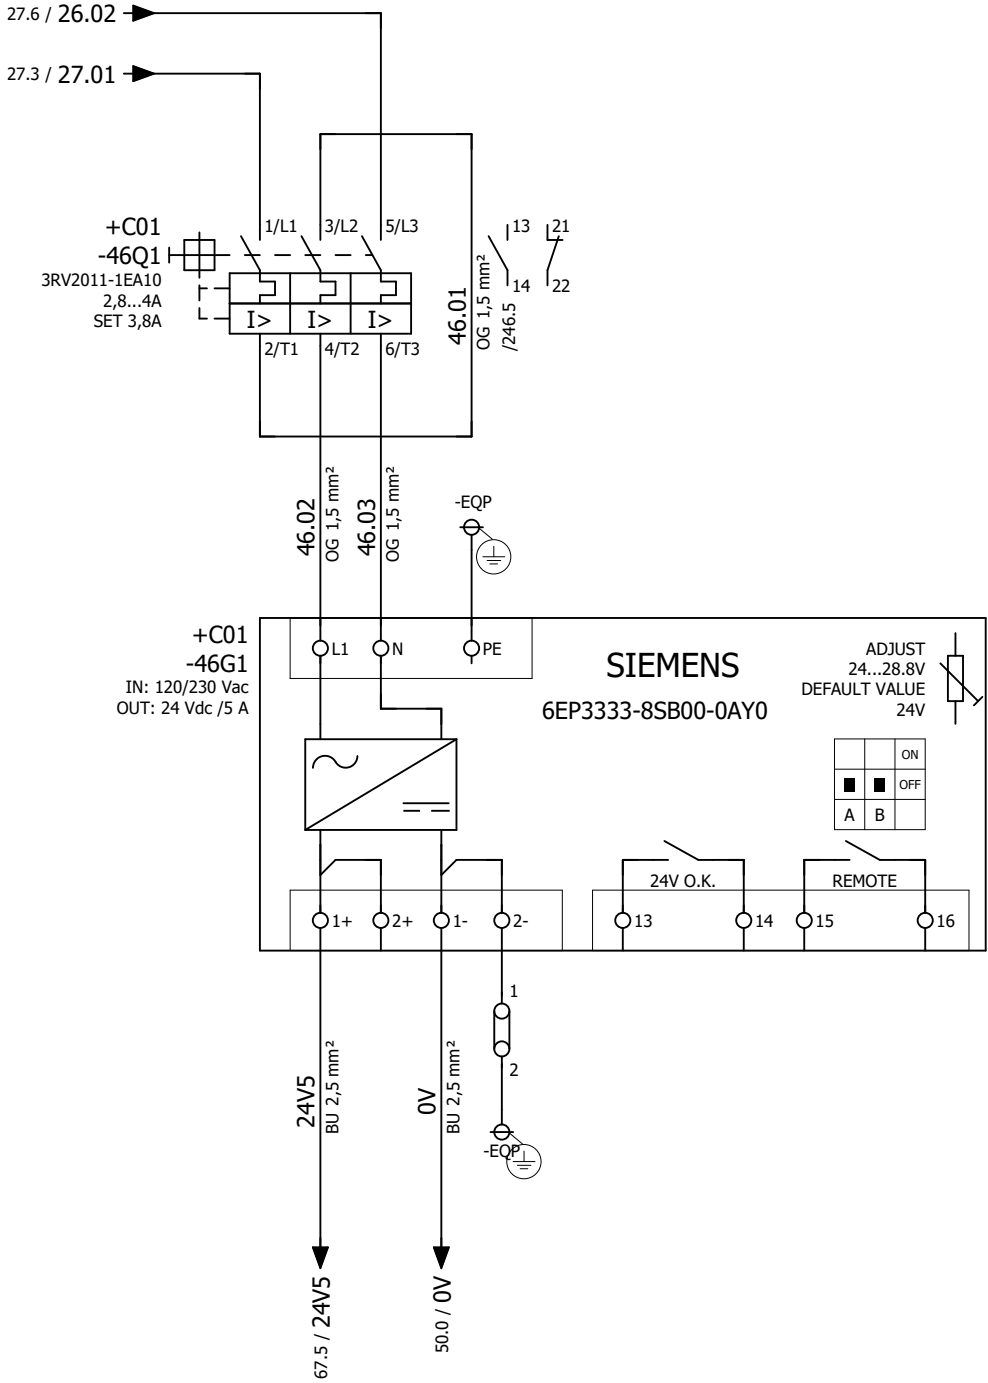 27.6 / 26.02
27.3 / 27.01
+C01
-46Q1
3RV2011-1EA10
2,8...4A
SET 3,8A
1/L1 3/L2 5/L3
I> I> I>
2/T1 4/T2 6/T3
46.01
OG 1,5 mm²
13 21
14 22
/246.5
46.02
OG 1,5 mm²
46.03
OG 1,5 mm²
-EQP
+C01
-46G1
IN: 120/230 Vac
OUT: 24 Vdc /5 A
L1 N PE
SIEMENS
6EP3333-8SB00-0AY0
ADJUST
24...28.8V
DEFAULT VALUE
24V
ON
OFF
A B
24V O.K.
REMOTE
1+ 2+ 1- 2- 13 14 15 16
1
2
24V5
BU 2,5 mm²
0V
BU 2,5 mm²
-EQP
67.5 / 24V5
50.0 / 0V